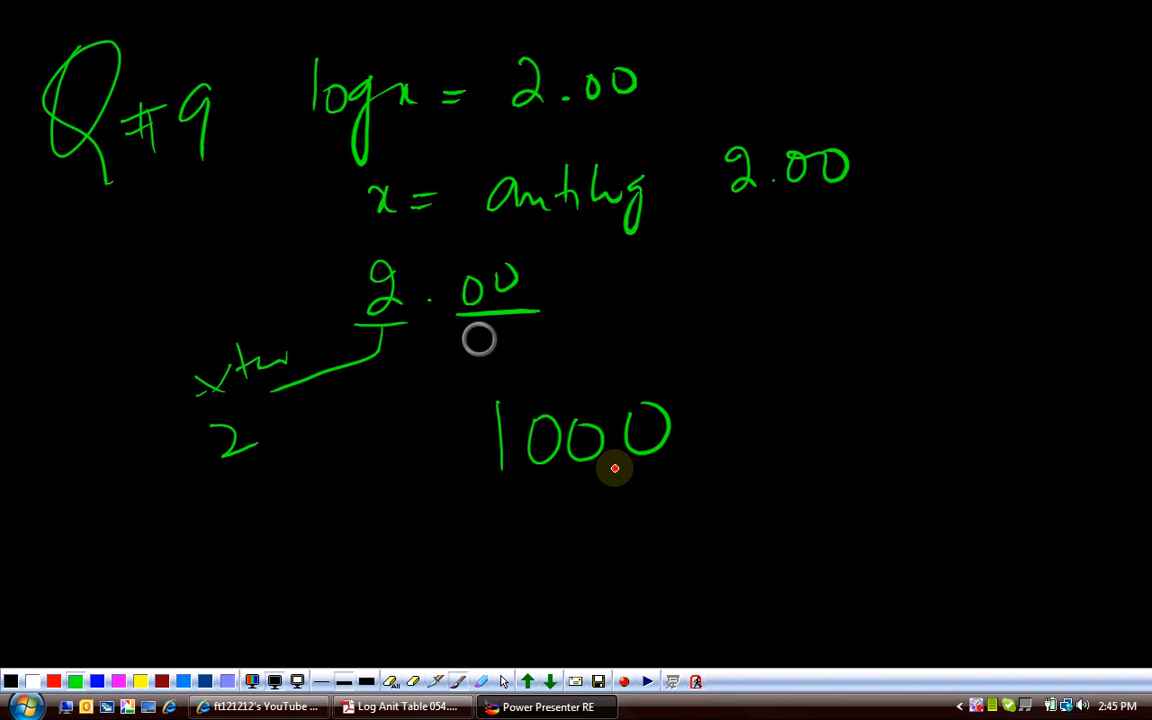 Q#9 log x = 2.00
x = antilog 2.00
2.00
xter
2 1000
ft121212's YouTube ...
Log Anit Table 054....
Power Presenter RE
2:45 PM